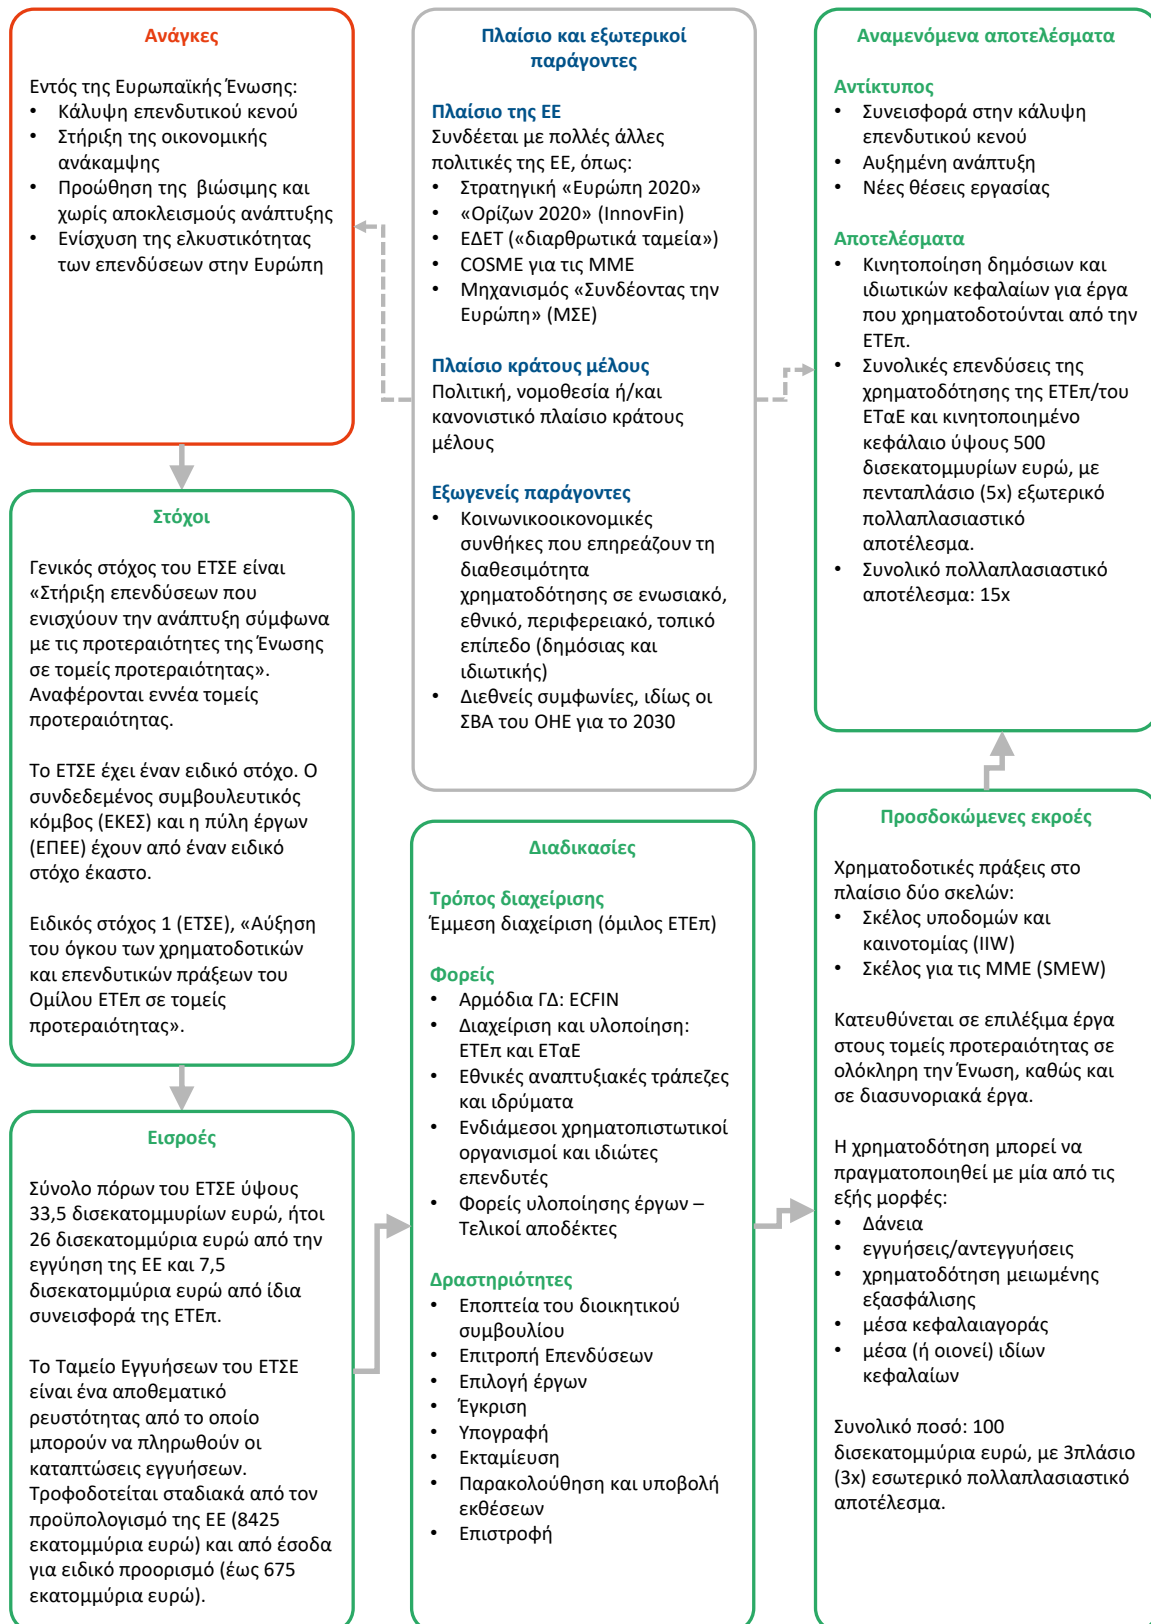 Ανάγκες
Εντός της Ευρωπαϊκής Ένωσης:
• Κάλυψη επενδυτικού κενού
• Στήριξη της οικονομικής
ανάκαμψης
• Προώθηση της βιώσιμης και
χωρίς αποκλεισμούς ανάπτυξης
• Ενίσχυση της ελκυστικότητας
των επενδύσεων στην Ευρώπη
Στόχοι
Γενικός στόχος του ΕΤΣΕ είναι
«Στήριξη επενδύσεων που
ενισχύουν την ανάπτυξη σύμφωνα
με τις προτεραιότητες της Ένωσης
σε τομείς προτεραιότητας».
Αναφέρονται εννέα τομείς
προτεραιότητας.
Το ΕΤΣΕ έχει έναν ειδικό στόχο. Ο
συνδεδεμένος συμβουλευτικός
κόμβος (ΕΚΕΣ) και η πύλη έργων
(ΕΠΕΕ) έχουν από έναν ειδικό
στόχο έκαστο.
Ειδικός στόχος 1 (ΕΤΣΕ), «Αύξηση
του όγκου των χρηματοδοτικών
και επενδυτικών πράξεων του
Ομίλου ΕΤΕπ σε τομείς
προτεραιότητας».
Εισροές
Σύνολο πόρων του ΕΤΣΕ ύψους
33,5 δισεκατομμυρίων ευρώ, ήτοι
26 δισεκατομμύρια ευρώ από την
εγγύηση της ΕΕ και 7,5
δισεκατομμύρια ευρώ από ίδια
συνεισφορά της ΕΤΕπ.
Το Ταμείο Εγγυήσεων του ΕΤΣΕ
είναι ένα αποθεματικό
ρευστότητας από το οποίο
μπορούν να πληρωθούν οι
καταπτώσεις εγγυήσεων.
Τροφοδοτείται σταδιακά από τον
προϋπολογισμό της ΕΕ (8425
εκατομμύρια ευρώ) και από έσοδα
για ειδικό προορισμό (έως 675
εκατομμύρια ευρώ).
Πλαίσιο και εξωτερικοί
παράγοντες
Πλαίσιο της ΕΕ
Συνδέεται με πολλές άλλες
πολιτικές της ΕΕ, όπως:
• Στρατηγική «Ευρώπη 2020»
• «Ορίζων 2020» (InnovFin)
• ΕΔΕΤ («διαρθρωτικά ταμεία»)
• COSME για τις ΜΜΕ
• Μηχανισμός «Συνδέοντας την
Ευρώπη» (ΜΣΕ)
Πλαίσιο κράτους μέλους
Πολιτική, νομοθεσία ή/και
κανονιστικό πλαίσιο κράτους
μέλους
Εξωγενείς παράγοντες
• Κοινωνικοοικονομικές
συνθήκες που επηρεάζουν τη
διαθεσιμότητα
χρηματοδότησης σε ενωσιακό,
εθνικό, περιφερειακό, τοπικό
επίπεδο (δημόσιας και
ιδιωτικής)
• Διεθνείς συμφωνίες, ιδίως οι
ΣΒΑ του ΟΗΕ για το 2030
Διαδικασίες
Τρόπος διαχείρισης
Έμμεση διαχείριση (όμιλος ΕΤΕπ)
Φορείς
• Αρμόδια ΓΔ: ECFIN
• Διαχείριση και υλοποίηση:
ΕΤΕπ και ΕΤαΕ
• Εθνικές αναπτυξιακές τράπεζες
και ιδρύματα
• Ενδιάμεσοι χρηματοπιστωτικοί
οργανισμοί και ιδιώτες
επενδυτές
• Φορείς υλοποίησης έργων –
Τελικοί αποδέκτες
Δραστηριότητες
• Εποπτεία του διοικητικού
συμβουλίου
• Επιτροπή Επενδύσεων
• Επιλογή έργων
• Έγκριση
• Υπογραφή
• Εκταμίευση
• Παρακολούθηση και υποβολή
εκθέσεων
• Επιστροφή
Αναμενόμενα αποτελέσματα
Αντίκτυπος
• Συνεισφορά στην κάλυψη
επενδυτικού κενού
• Αυξημένη ανάπτυξη
• Νέες θέσεις εργασίας
Αποτελέσματα
• Κινητοποίηση δημόσιων και
ιδιωτικών κεφαλαίων για έργα
που χρηματοδοτούνται από την
ΕΤΕπ.
• Συνολικές επενδύσεις της
χρηματοδότησης της ΕΤΕπ/του
ΕΤαΕ και κινητοποιημένο
κεφάλαιο ύψους 500
δισεκατομμυρίων ευρώ, με
πενταπλάσιο (5x) εξωτερικό
πολλαπλασιαστικό
αποτέλεσμα.
• Συνολικό πολλαπλασιαστικό
αποτέλεσμα: 15x
Προσδοκώμενες εκροές
Χρηματοδοτικές πράξεις στο
πλαίσιο δύο σκελών:
• Σκέλος υποδομών και
καινοτομίας (IIW)
• Σκέλος για τις ΜΜΕ (SMEW)
Κατευθύνεται σε επιλέξιμα έργα
στους τομείς προτεραιότητας σε
ολόκληρη την Ένωση, καθώς και
σε διασυνοριακά έργα.
Η χρηματοδότηση μπορεί να
πραγματοποιηθεί με μία από τις
εξής μορφές:
• Δάνεια
• εγγυήσεις/αντεγγυήσεις
• χρηματοδότηση μειωμένης
εξασφάλισης
• μέσα κεφαλαιαγοράς
• μέσα (ή οιονεί) ιδίων
κεφαλαίων
Συνολικό ποσό: 100
δισεκατομμύρια ευρώ, με 3πλάσιο
(3x) εσωτερικό πολλαπλασιαστικό
αποτέλεσμα.